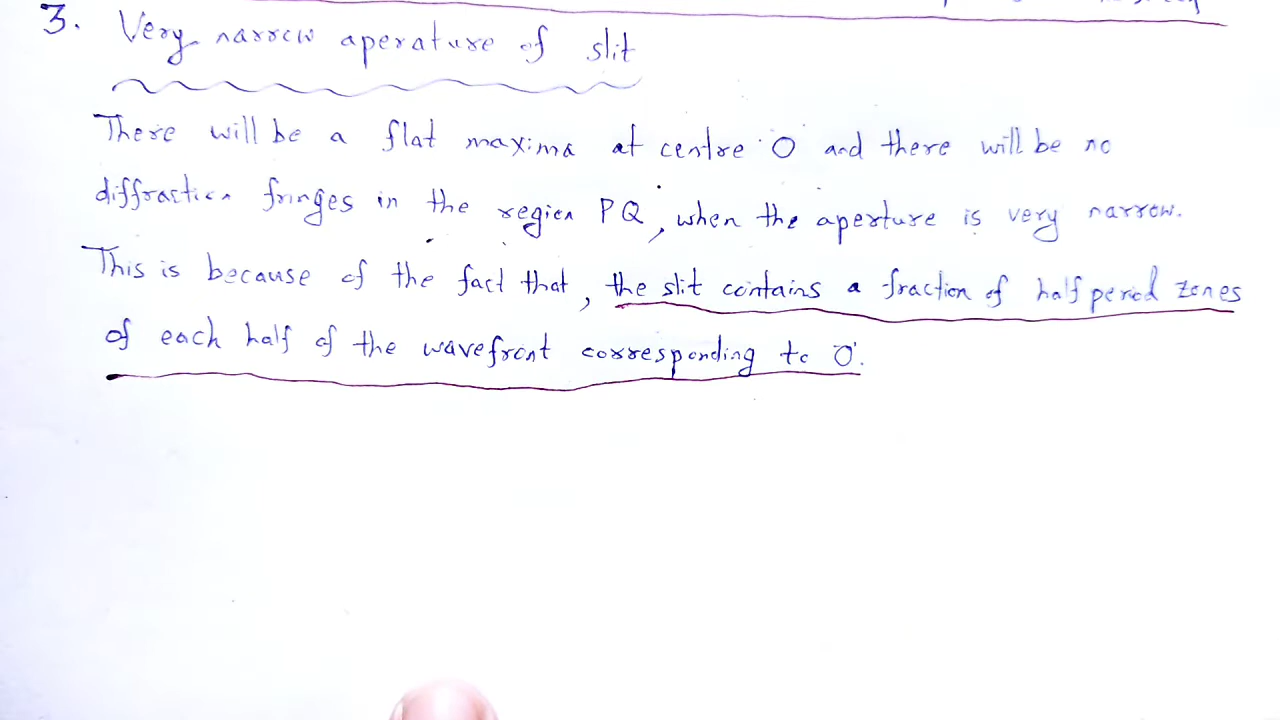 3. Very narrow aperature of slit
There will be a flat maxima at centre O and there will be no
diffraction fringes in the region PQ, when the aperture is very narrow.
This is because of the fact that, the slit contains a fraction of half period zones
of each half of the wavefront corresponding to O.